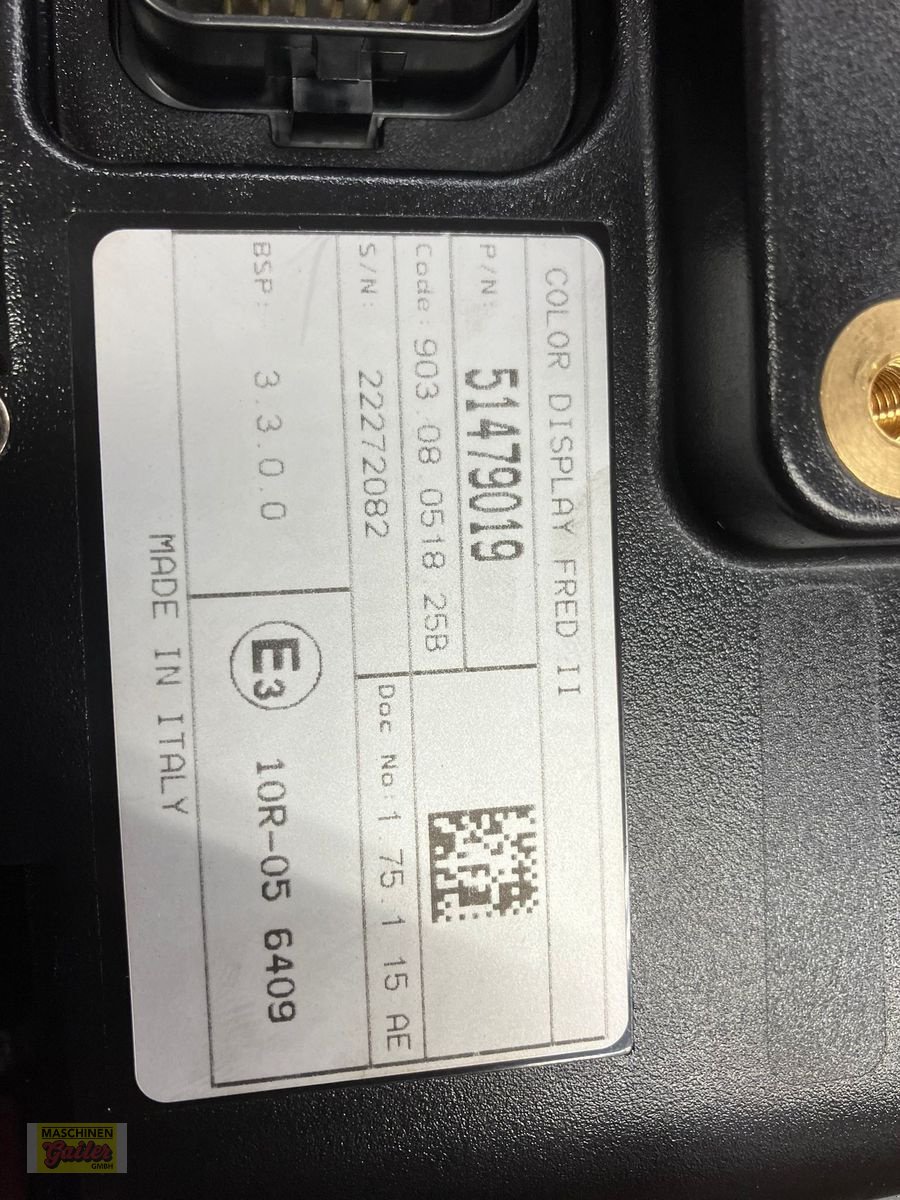 COLOR DISPLAY FRED II
P/N: 51479019
Code: 903.08 0518 25B
S/N: 22272082
Doc No:1.75.1.15 AE
BSP: 3.3.0.0
E3 10R-05 6409
MADE IN ITALY
MASCHINEN
Gailer
GMBH